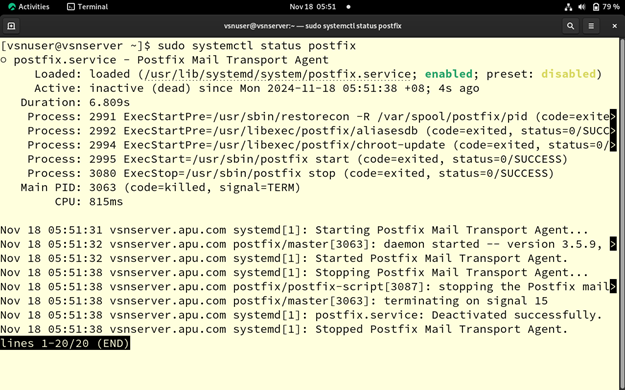 Activities Terminal Nov 18 05:51 79 %
vsnuser@vsnserver:~ — sudo systemctl status postfix
[vsnuser@vsnserver ~]$ sudo systemctl status postfix
○ postfix.service - Postfix Mail Transport Agent
Loaded: loaded (/usr/lib/systemd/system/postfix.service; enabled; preset: disabled)
Active: inactive (dead) since Mon 2024-11-18 05:51:38 +08; 4s ago
Duration: 6.809s
Process: 2991 ExecStartPre=/usr/sbin/restorecon -R /var/spool/postfix/pid (code=exite>
Process: 2992 ExecStartPre=/usr/libexec/postfix/aliasesdb (code=exited, status=0/SUCC>
Process: 2994 ExecStartPre=/usr/libexec/postfix/chroot-update (code=exited, status=0/>
Process: 2995 ExecStart=/usr/sbin/postfix start (code=exited, status=0/SUCCESS)
Process: 3080 ExecStop=/usr/sbin/postfix stop (code=exited, status=0/SUCCESS)
Main PID: 3063 (code=killed, signal=TERM)
CPU: 815ms
Nov 18 05:51:31 vsnserver.apu.com systemd[1]: Starting Postfix Mail Transport Agent...
Nov 18 05:51:32 vsnserver.apu.com postfix/master[3063]: daemon started -- version 3.5.9, >
Nov 18 05:51:32 vsnserver.apu.com systemd[1]: Started Postfix Mail Transport Agent.
Nov 18 05:51:38 vsnserver.apu.com systemd[1]: Stopping Postfix Mail Transport Agent...
Nov 18 05:51:38 vsnserver.apu.com postfix/postfix-script[3087]: stopping the Postfix mail>
Nov 18 05:51:38 vsnserver.apu.com postfix/master[3063]: terminating on signal 15
Nov 18 05:51:38 vsnserver.apu.com systemd[1]: postfix.service: Deactivated successfully.
Nov 18 05:51:38 vsnserver.apu.com systemd[1]: Stopped Postfix Mail Transport Agent.
lines 1-20/20 (END)